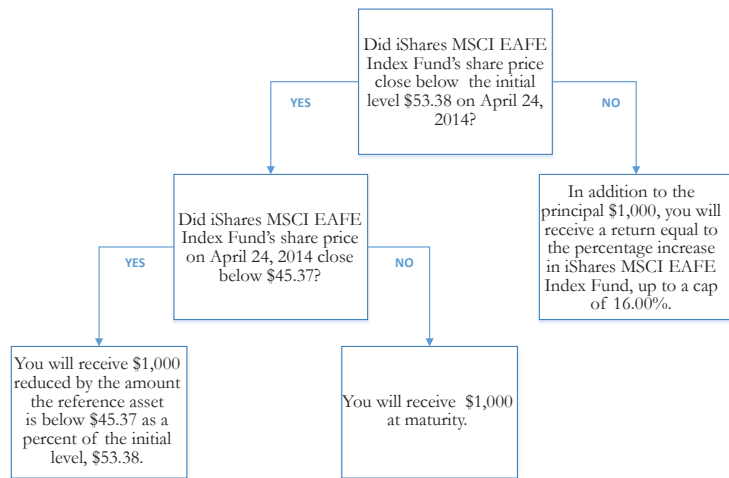 Did iShares MSCI EAFE
Index Fund’s share price
close below the initial
level $53.38 on April 24,
2014?
YES
NO
Did iShares MSCI EAFE
Index Fund’s share price
on April 24, 2014 close
below $45.37?
In addition to the
principal $1,000, you will
receive a return equal to
the percentage increase
in iShares MSCI EAFE
Index Fund, up to a cap
of 16.00%.
YES
NO
You will receive $1,000
reduced by the amount
the reference asset
is below $45.37 as a
percent of the initial
level, $53.38.
You will receive $1,000
at maturity.